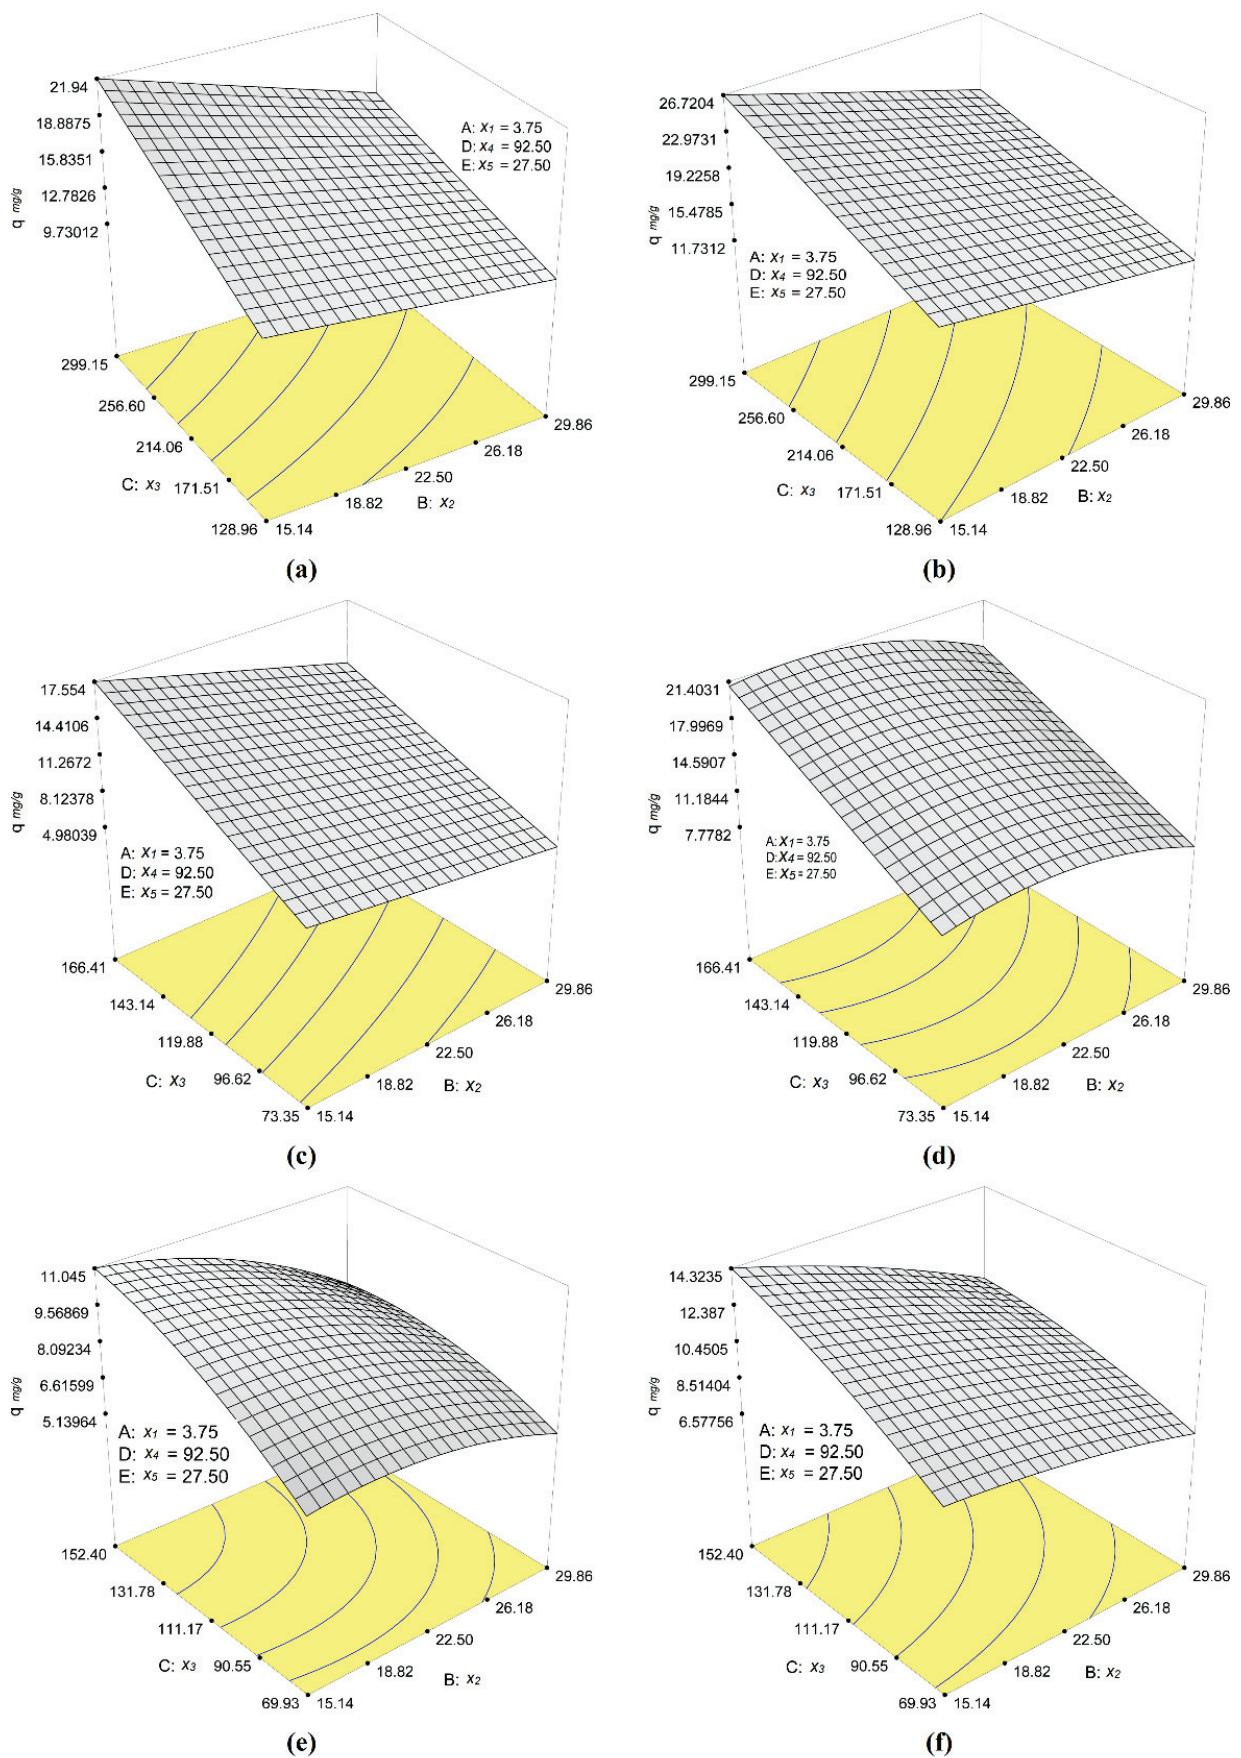 21.94
18.8875
15.8351
12.7826
9.73012
q mg/g
A: x1 = 3.75
D: x4 = 92.50
E: x5 = 27.50
299.15
256.60
214.06
171.51
128.96
C: x3
15.14
18.82
22.50
26.18
29.86
B: x2
(a)
26.7204
22.9731
19.2258
15.4785
11.7312
q mg/g
A: x1 = 3.75
D: x4 = 92.50
E: x5 = 27.50
299.15
256.60
214.06
171.51
128.96
C: x3
15.14
18.82
22.50
26.18
29.86
B: x2
(b)
17.554
14.4106
11.2672
8.12378
4.98039
q mg/g
A: x1 = 3.75
D: x4 = 92.50
E: x5 = 27.50
166.41
143.14
119.88
96.62
73.35
C: x3
15.14
18.82
22.50
26.18
29.86
B: x2
(c)
21.4031
17.9969
14.5907
11.1844
7.7782
q mg/g
A: x1 = 3.75
D: x4 = 92.50
E: x5 = 27.50
166.41
143.14
119.88
96.62
73.35
C: x3
15.14
18.82
22.50
26.18
29.86
B: x2
(d)
11.045
9.56869
8.09234
6.61599
5.13964
q mg/g
A: x1 = 3.75
D: x4 = 92.50
E: x5 = 27.50
152.40
131.78
111.17
90.55
69.93
C: x3
15.14
18.82
22.50
26.18
29.86
B: x2
(e)
14.3235
12.387
10.4505
8.51404
6.57756
q mg/g
A: x1 = 3.75
D: x4 = 92.50
E: x5 = 27.50
152.40
131.78
111.17
90.55
69.93
C: x3
15.14
18.82
22.50
26.18
29.86
B: x2
(f)